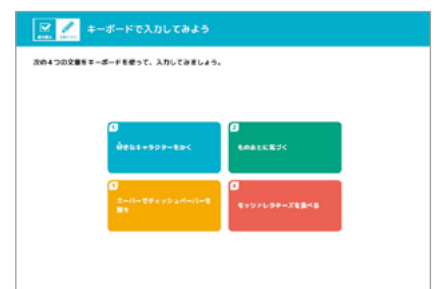 キーボードで入力してみよう
次の4つの文章をキーボードを使って、入力してみましょう。
1
好きなキャラクターをかく
2
ものおとに気づく
3
スーパーでティッシュペーパーを
買う
4
モッツァレラチーズを食べる